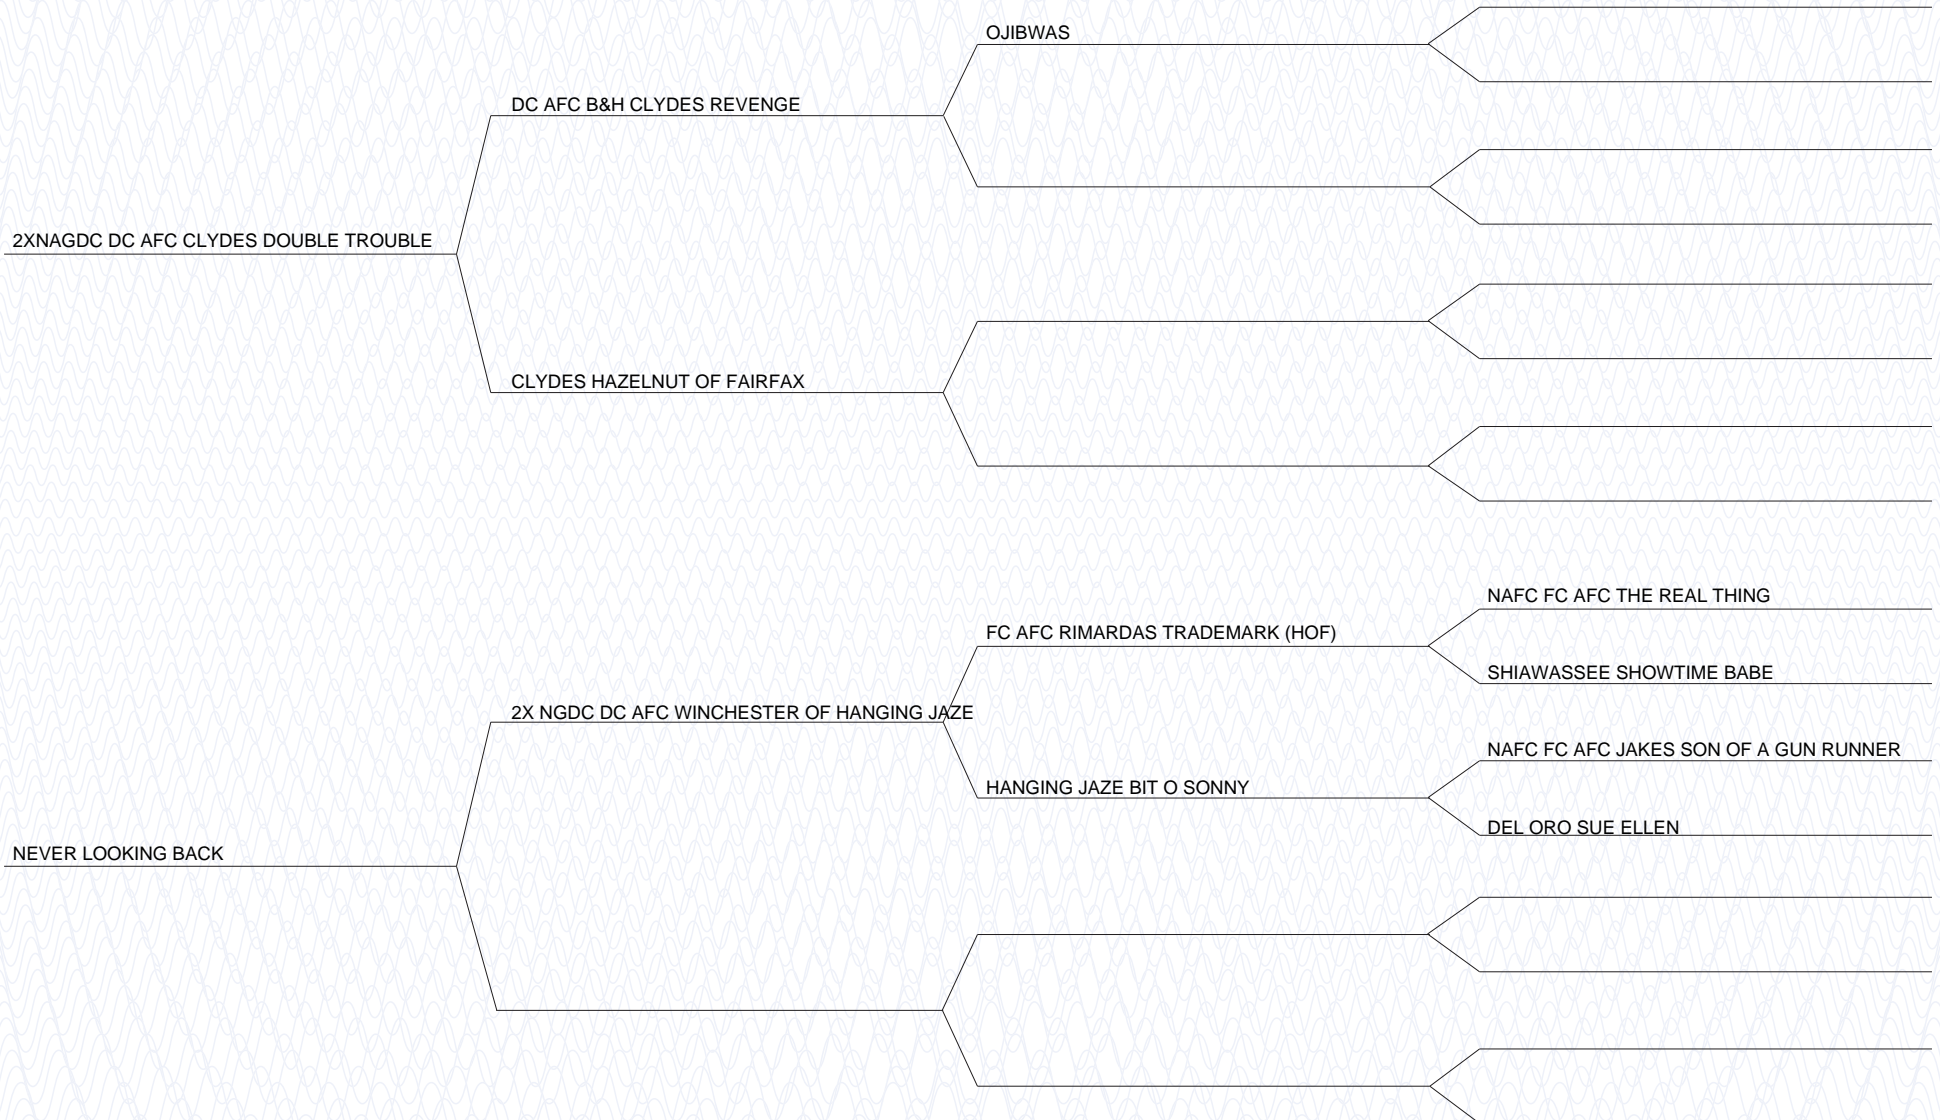 OJIBWAS
DC AFC B&H CLYDES REVENGE
2XNAGDC DC AFC CLYDES DOUBLE TROUBLE
CLYDES HAZELNUT OF FAIRFAX
NAFC FC AFC THE REAL THING
FC AFC RIMARDAS TRADEMARK (HOF)
SHIAWASSEE SHOWTIME BABE
2X NGDC DC AFC WINCHESTER OF HANGING JAZE
NAFC FC AFC JAKES SON OF A GUN RUNNER
HANGING JAZE BIT O SONNY
DEL ORO SUE ELLEN
NEVER LOOKING BACK